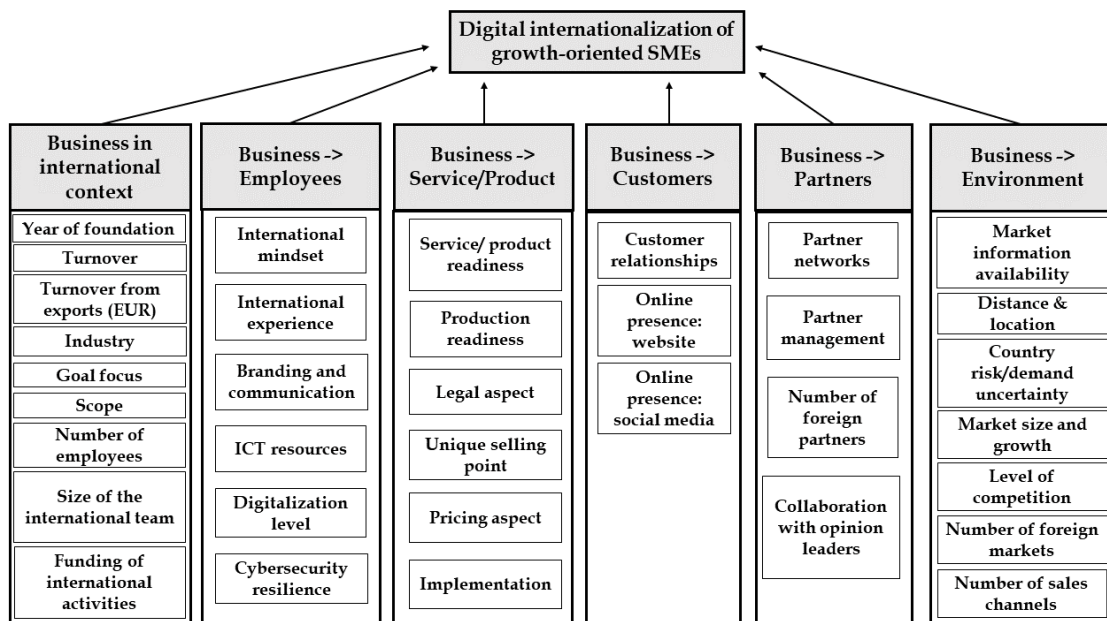 Digital internationalization of
growth-oriented SMEs
Business in
international
context
Year of foundation
Turnover
Turnover from
exports (EUR)
Industry
Goal focus
Scope
Number of
employees
Size of the
international team
Funding of
international
activities
Business ->
Employees
International
mindset
International
experience
Branding and
communication
ICT resources
Digitalization
level
Cybersecurity
resilience
Business ->
Service/Product
Service/ product
readiness
Production
readiness
Legal aspect
Unique selling
point
Pricing aspect
Implementation
Business ->
Customers
Customer
relationships
Online
presence:
website
Online
presence:
social media
Business ->
Partners
Partner
networks
Partner
management
Number of
foreign
partners
Collaboration
with opinion
leaders
Business ->
Environment
Market
information
availability
Distance &
location
Country
risk/demand
uncertainty
Market size and
growth
Level of
competition
Number of foreign
markets
Number of sales
channels